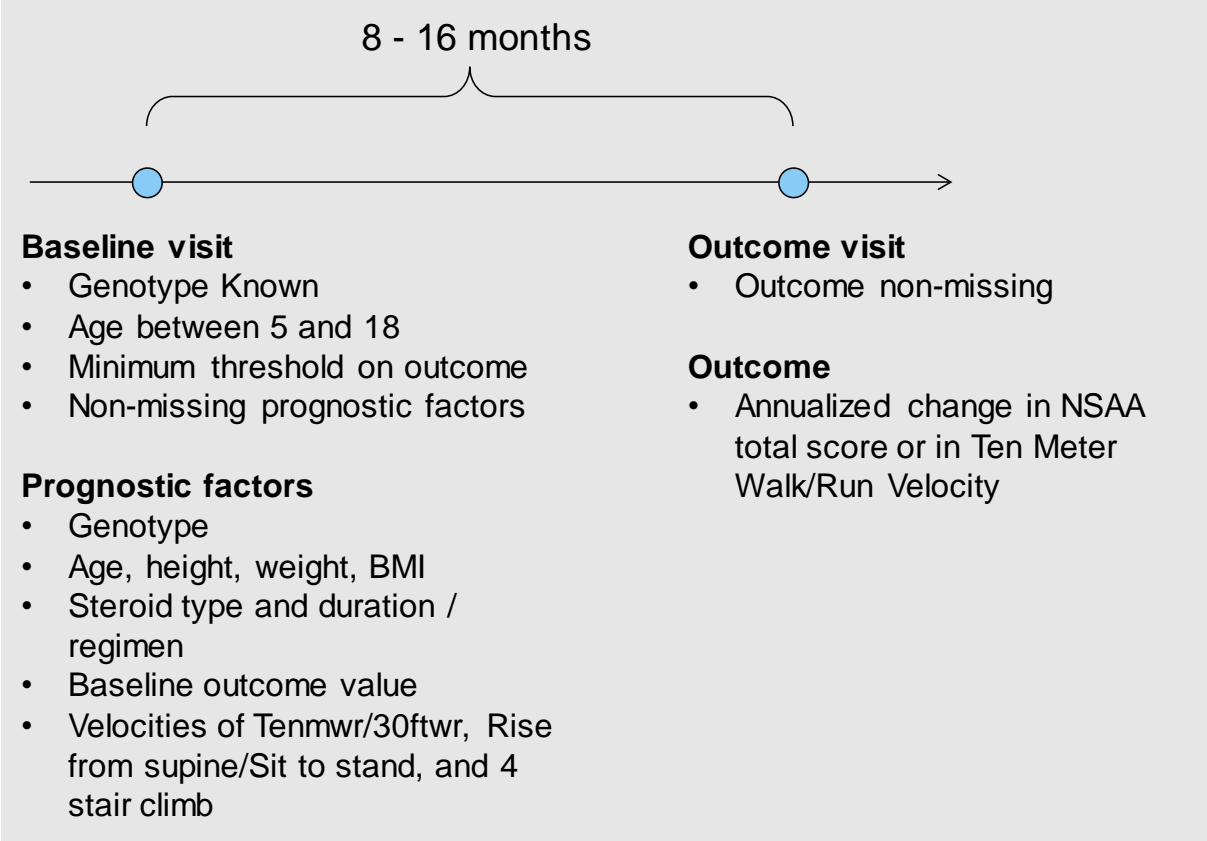 8 - 16 months
Baseline visit
• Genotype Known
• Age between 5 and 18
• Minimum threshold on outcome
• Non-missing prognostic factors
Prognostic factors
• Genotype
• Age, height, weight, BMI
• Steroid type and duration /
regimen
• Baseline outcome value
• Velocities of Tenmwr/30ftwr, Rise
from supine/Sit to stand, and 4
stair climb
Outcome visit
• Outcome non-missing
Outcome
• Annualized change in NSAA
total score or in Ten Meter
Walk/Run Velocity